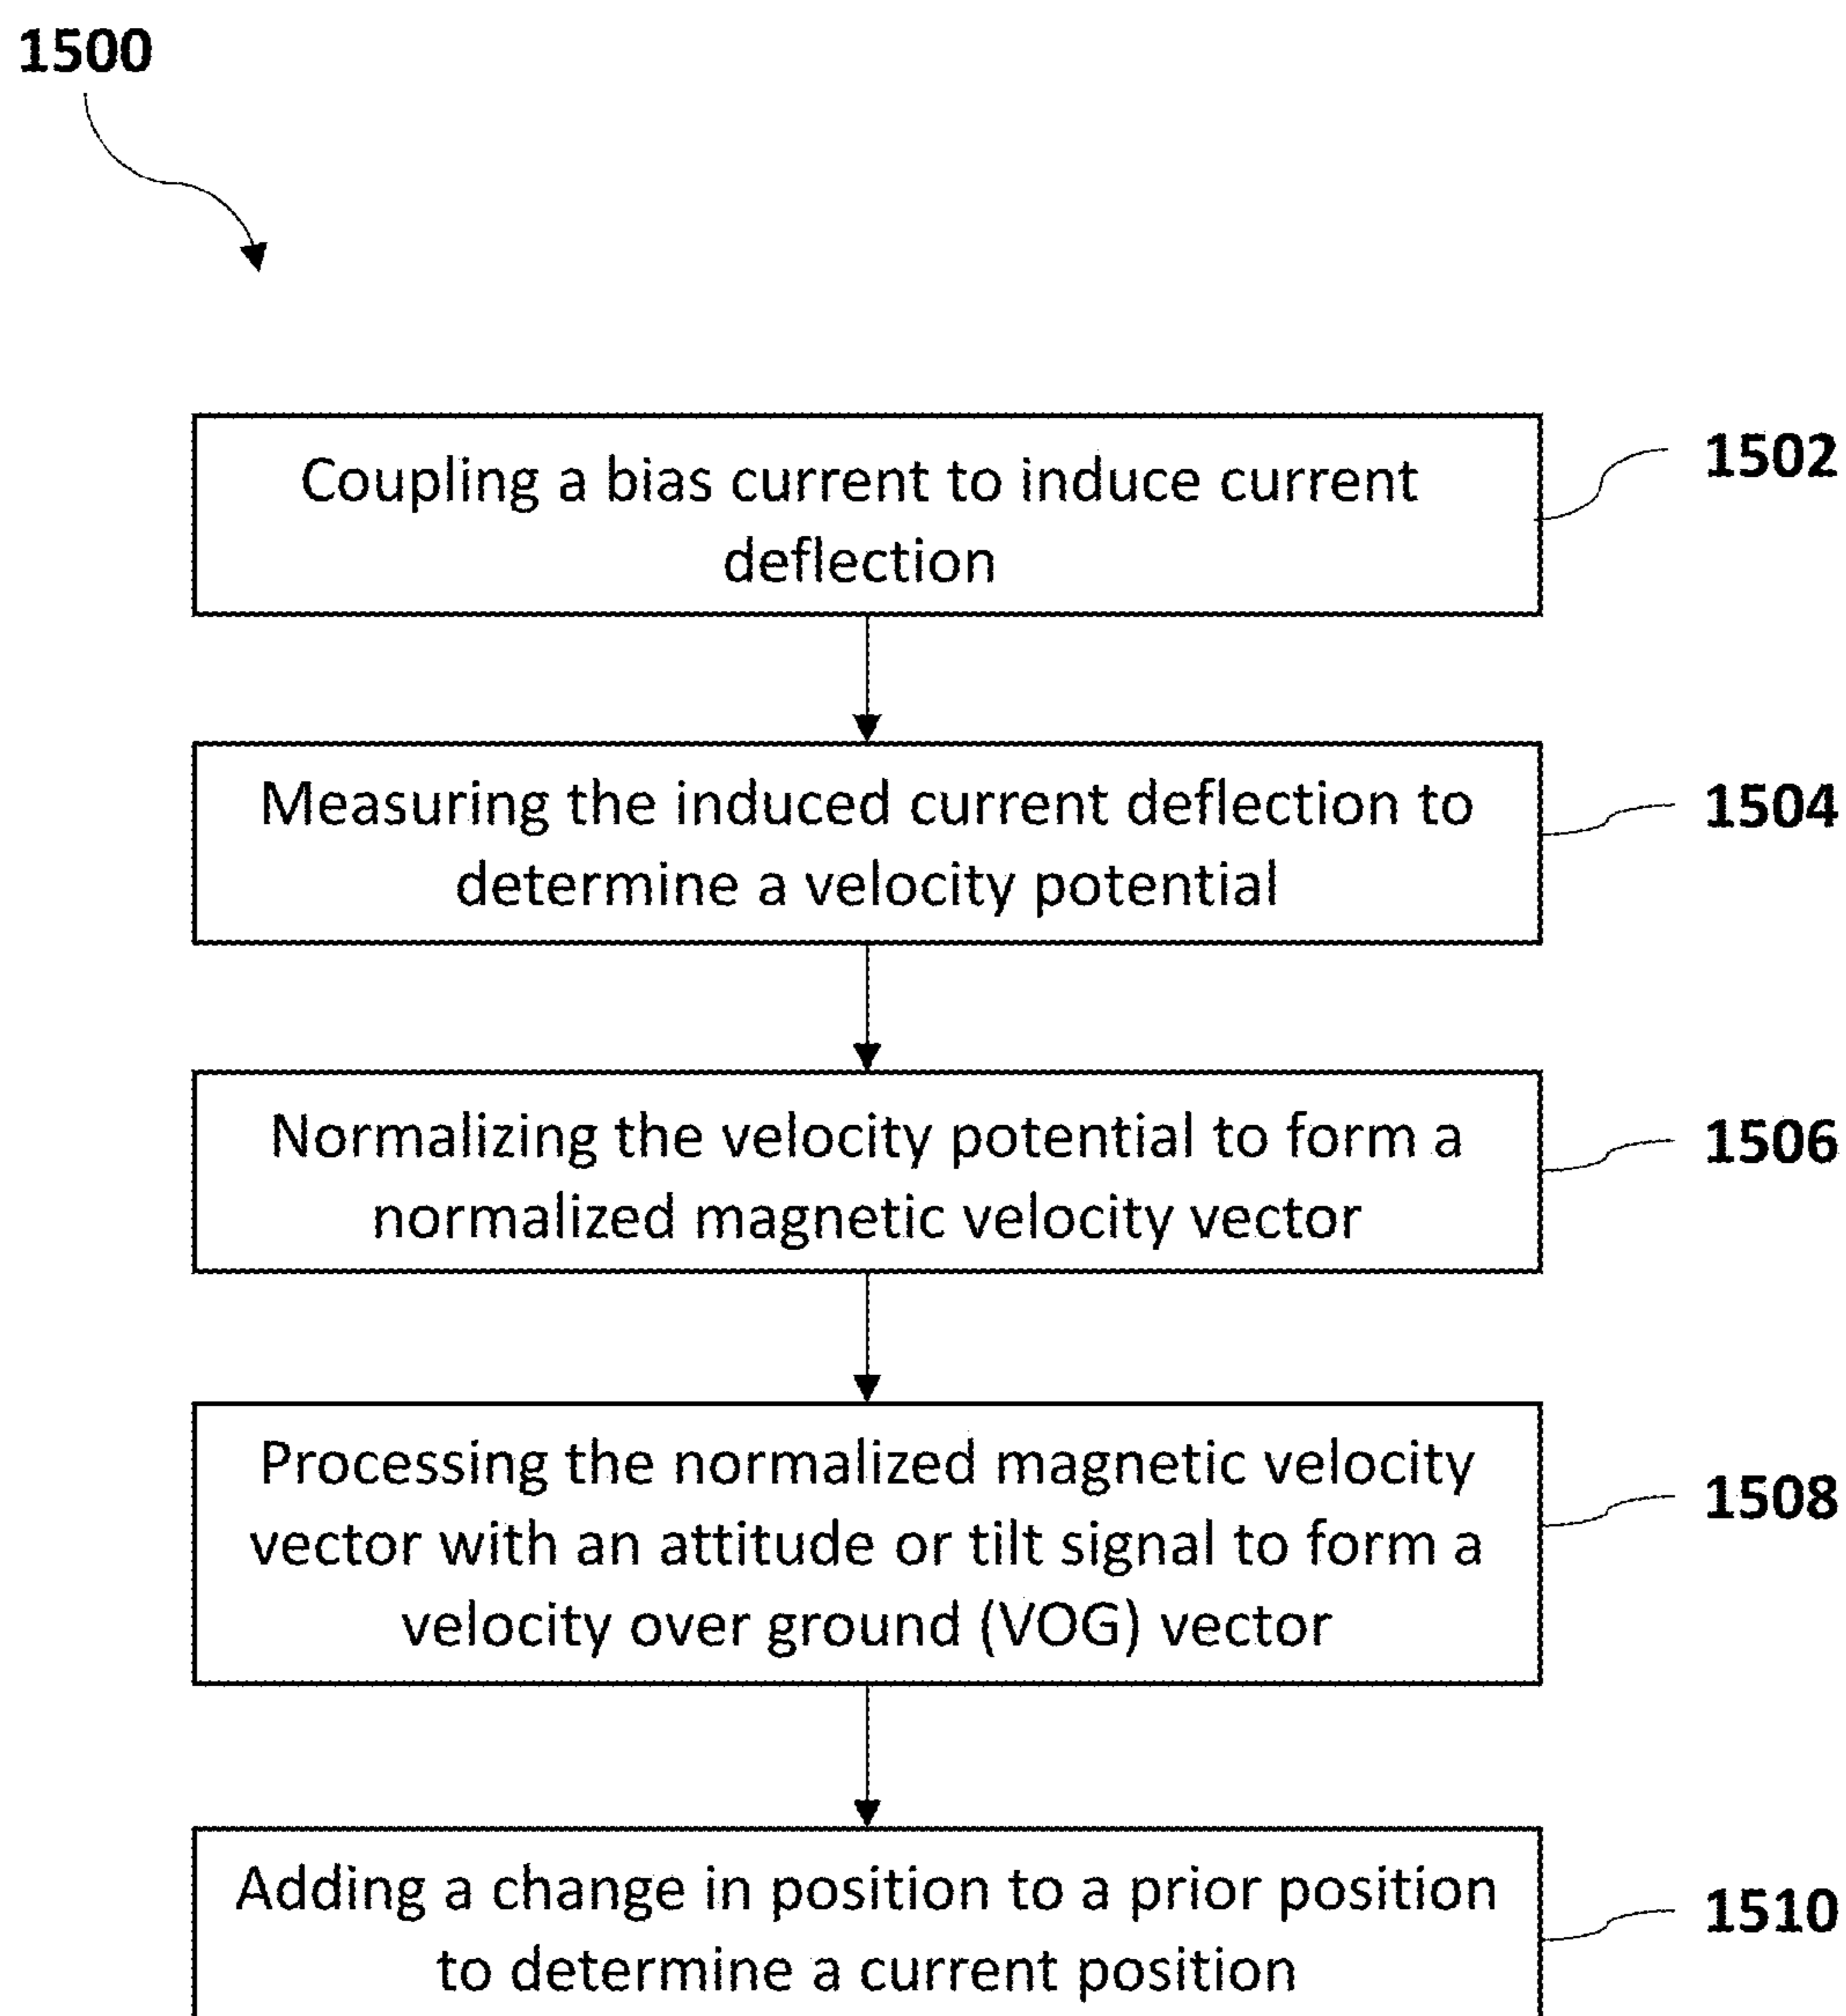 1500
Coupling a bias current to induce current
deflection
1502
Measuring the induced current deflection to
determine a velocity potential
1504
Normalizing the velocity potential to form a
normalized magnetic velocity vector
1506
Processing the normalized magnetic velocity
vector with an attitude or tilt signal to form a
velocity over ground (VOG) vector
1508
Adding a change in position to a prior position
to determine a current position
1510